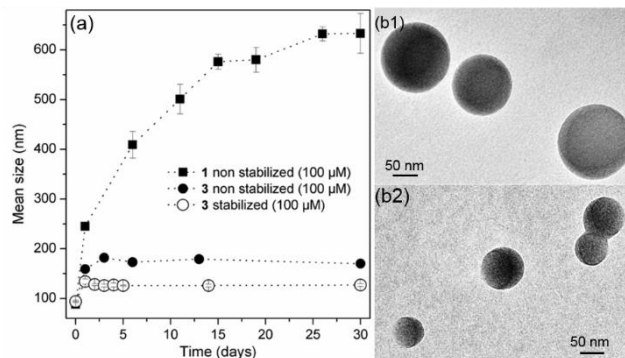 (a)
600
500
400
300
200
100
Mean size (nm)
1 non stabilized (100 µM)
3 non stabilized (100 µM)
3 stabilized (100 µM)
0 5 10 15 20 25 30
Time (days)
(b1)
50 nm
(b2)
50 nm